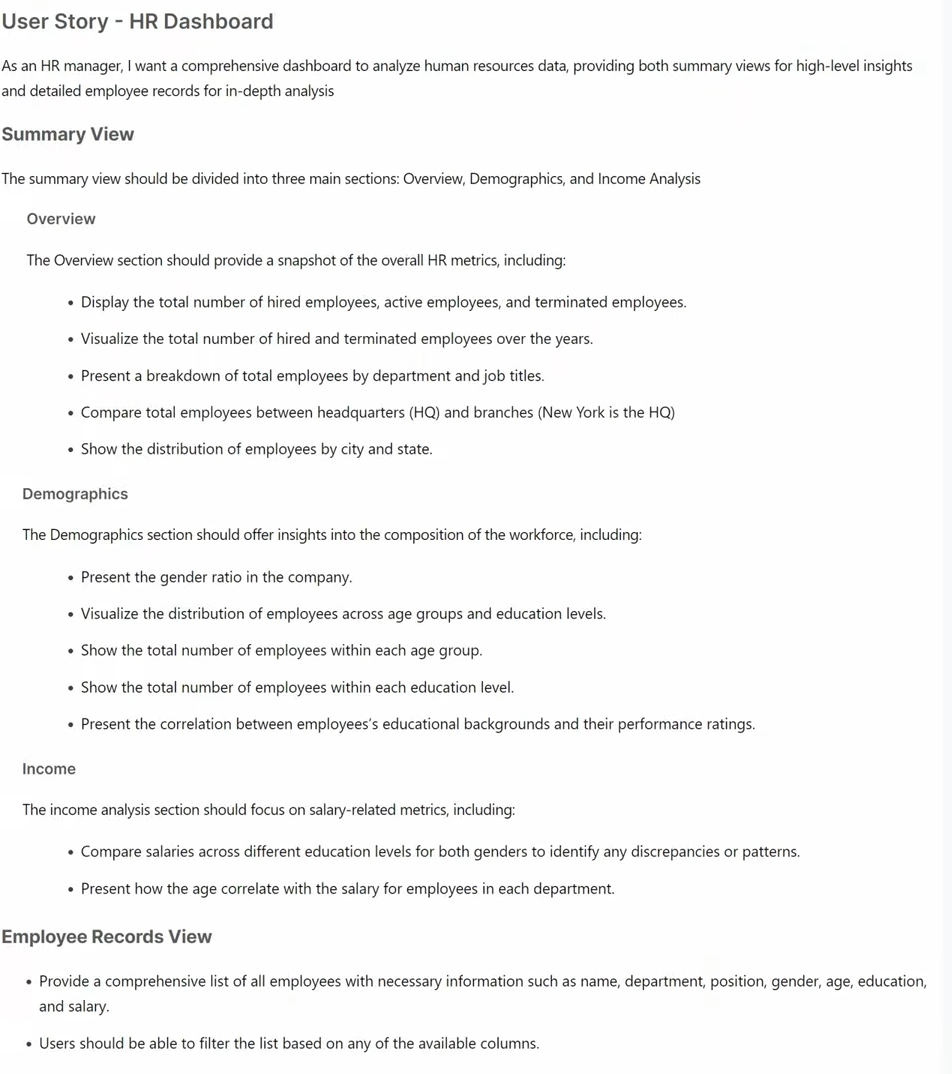 User Story - HR Dashboard
As an HR manager, I want a comprehensive dashboard to analyze human resources data, providing both summary views for high-level insights
and detailed employee records for in-depth analysis
Summary View
The summary view should be divided into three main sections: Overview, Demographics, and Income Analysis
Overview
The Overview section should provide a snapshot of the overall HR metrics, including:
• Display the total number of hired employees, active employees, and terminated employees.
• Visualize the total number of hired and terminated employees over the years.
• Present a breakdown of total employees by department and job titles.
• Compare total employees between headquarters (HQ) and branches (New York is the HQ)
• Show the distribution of employees by city and state.
Demographics
The Demographics section should offer insights into the composition of the workforce, including:
• Present the gender ratio in the company.
• Visualize the distribution of employees across age groups and education levels.
• Show the total number of employees within each age group.
• Show the total number of employees within each education level.
• Present the correlation between employees's educational backgrounds and their performance ratings.
Income
The income analysis section should focus on salary-related metrics, including:
• Compare salaries across different education levels for both genders to identify any discrepancies or patterns.
• Present how the age correlate with the salary for employees in each department.
Employee Records View
• Provide a comprehensive list of all employees with necessary information such as name, department, position, gender, age, education,
and salary.
• Users should be able to filter the list based on any of the available columns.